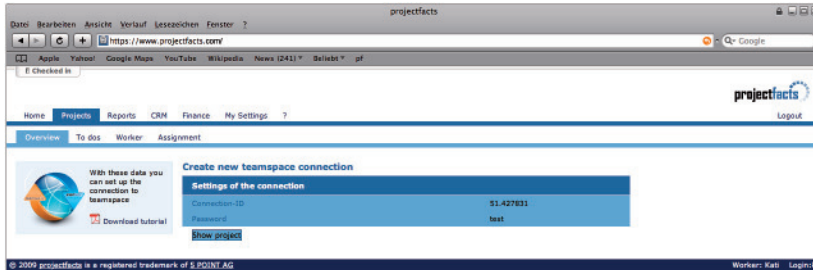 projectfacts
Datei Bearbeiten Ansicht Verlauf Lesezeichen Fenster ?
https://www.projectfacts.com/
Google
Apple Yahoo! Google Maps YouTube Wikipedia News (241) Beliebt pf
Checked in
projectfacts
Home Projects Reports CRM Finance My Settings ?
Logout
Overview To dos Worker Assignment
With these data you
can set up the
connection to
teamspace
Download tutorial
Create new teamspace connection
Settings of the connection
Connection-ID 51.427831
Password test
Show project
© 2009 projectfacts is a registered trademark of 5 POINT AG
Worker: Kati Login: